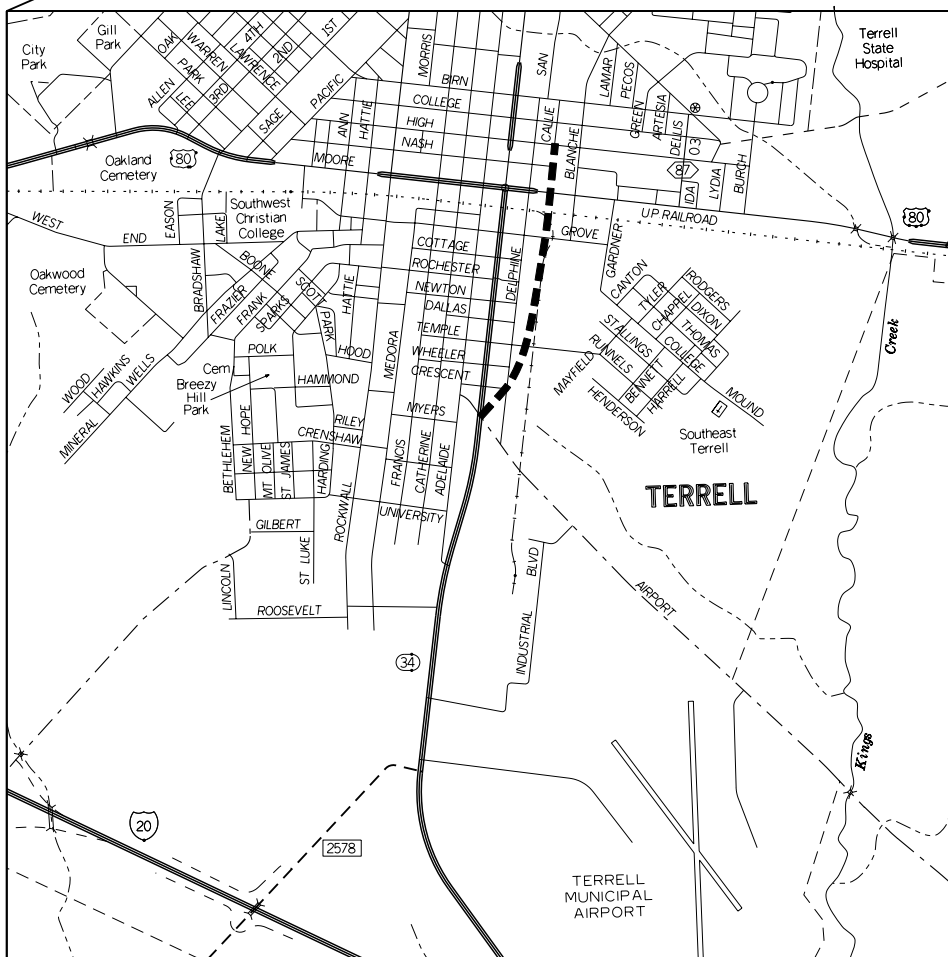 City
Park
Gill
Park
OAK
WARREN
PARK
ALLEN
LEE
3RD
LAWRENCE
4TH
2ND
1ST
SAGE
PACIFIC
MORRIS
BIRN
COLLEGE
HIGH
NASH
ANN
HATTIE
MOORE
SAN
CALLIE
BLANCHE
LAMAR
PECOS
GREEN
ARTESIA
DELLIS
03
87
IDA
LYDIA
BURCH
Terrell
State
Hospital
80
Oakland
Cemetery
UP RAILROAD
80
WEST
END
EASON
LAKE
Southwest
Christian
College
GROVE
GARDNER
COTTAGE
ROCHESTER
NEWTON
DALLAS
TEMPLE
WHEELER
CRESCENT
MYERS
DELPHINE
Oakwood
Cemetery
BRADSHAW
BOONE
FRAZIER
FRANK
SPARKS
SCOTT
PARK
HATTIE
HOOD
MEDORA
CANTON
TYLER
CHAPPEL
RODGERS
DIXON
THOMAS
COLLEGE
STALLINGS
RUNNELS
BENNETT
HARRELL
MAYFIELD
HENDERSON
MOUND
Creek
POLK
Cem
Breezy
Hill
Park
HAMMOND
WOOD
HAWKINS
WELLS
MINERAL
RILEY
CRENSHAW
BETHLEHEM
NEW HOPE
MT OLIVE
ST JAMES
HARDING
ROCKWALL
FRANCIS
CATHERINE
ADELAIDE
UNIVERSITY
Southeast
Terrell
TERRELL
GILBERT
ST LUKE
LINCOLN
ROOSEVELT
BLVD
INDUSTRIAL
AIRPORT
34
Kings
20
2578
TERRELL
MUNICIPAL
AIRPORT